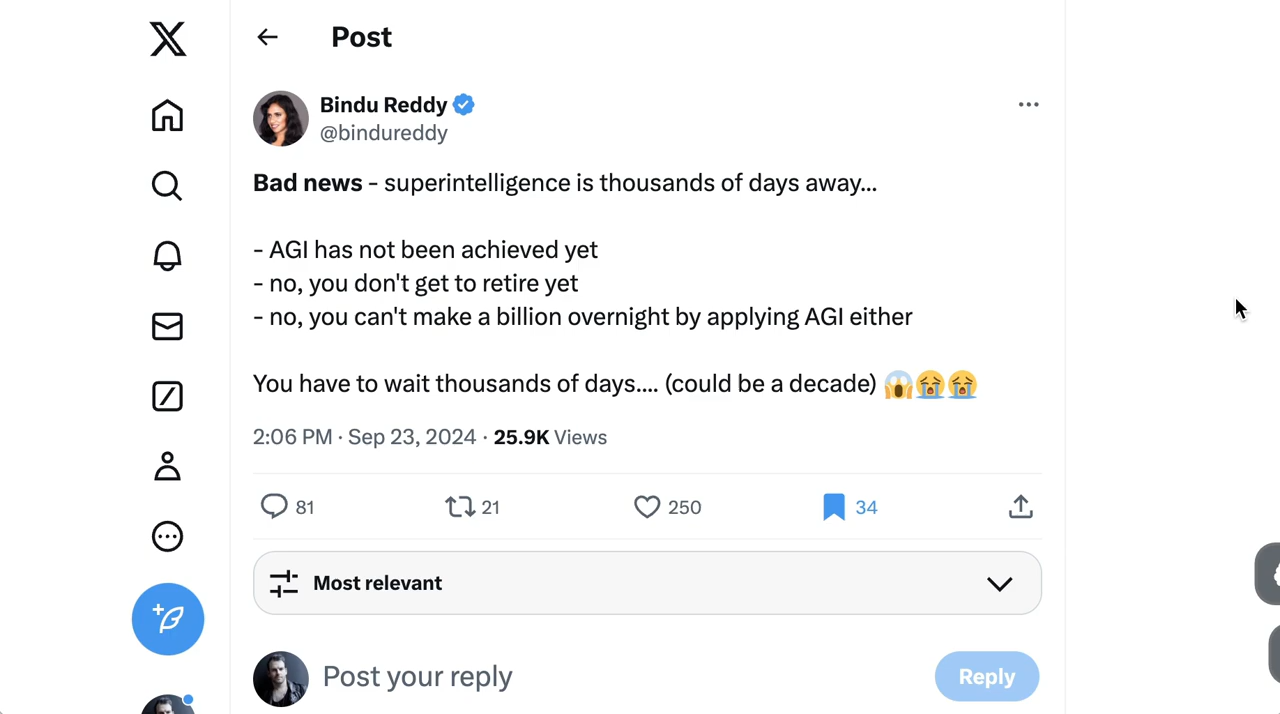 Post
Bindu Reddy
@bindureddy
Bad news - superintelligence is thousands of days away...
- AGI has not been achieved yet
- no, you don't get to retire yet
- no, you can't make a billion overnight by applying AGI either
You have to wait thousands of days.... (could be a decade) 😱😭😭
2:06 PM · Sep 23, 2024 · 25.9K Views
81 21 250 34
Most relevant
Post your reply Reply